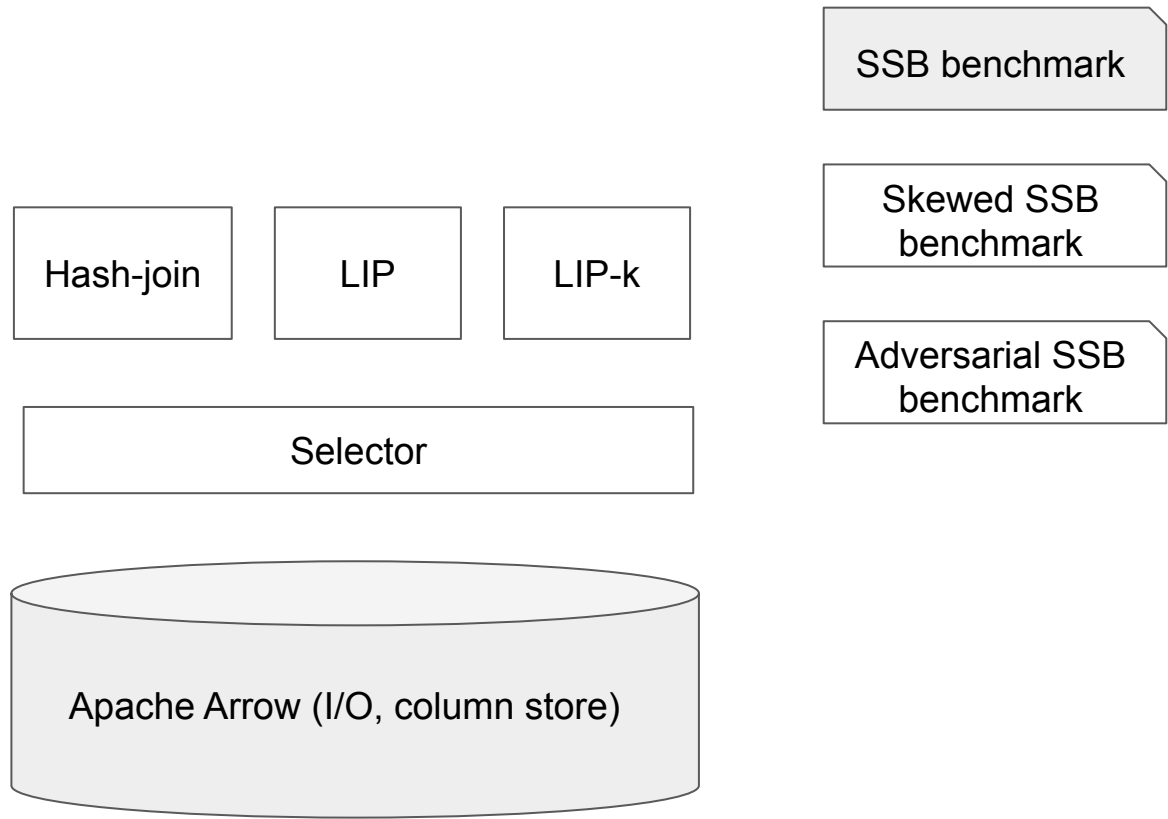 SSB benchmark
Skewed SSB
benchmark
Adversarial SSB
benchmark
Hash-join
LIP
LIP-k
Selector
Apache Arrow (I/O, column store)